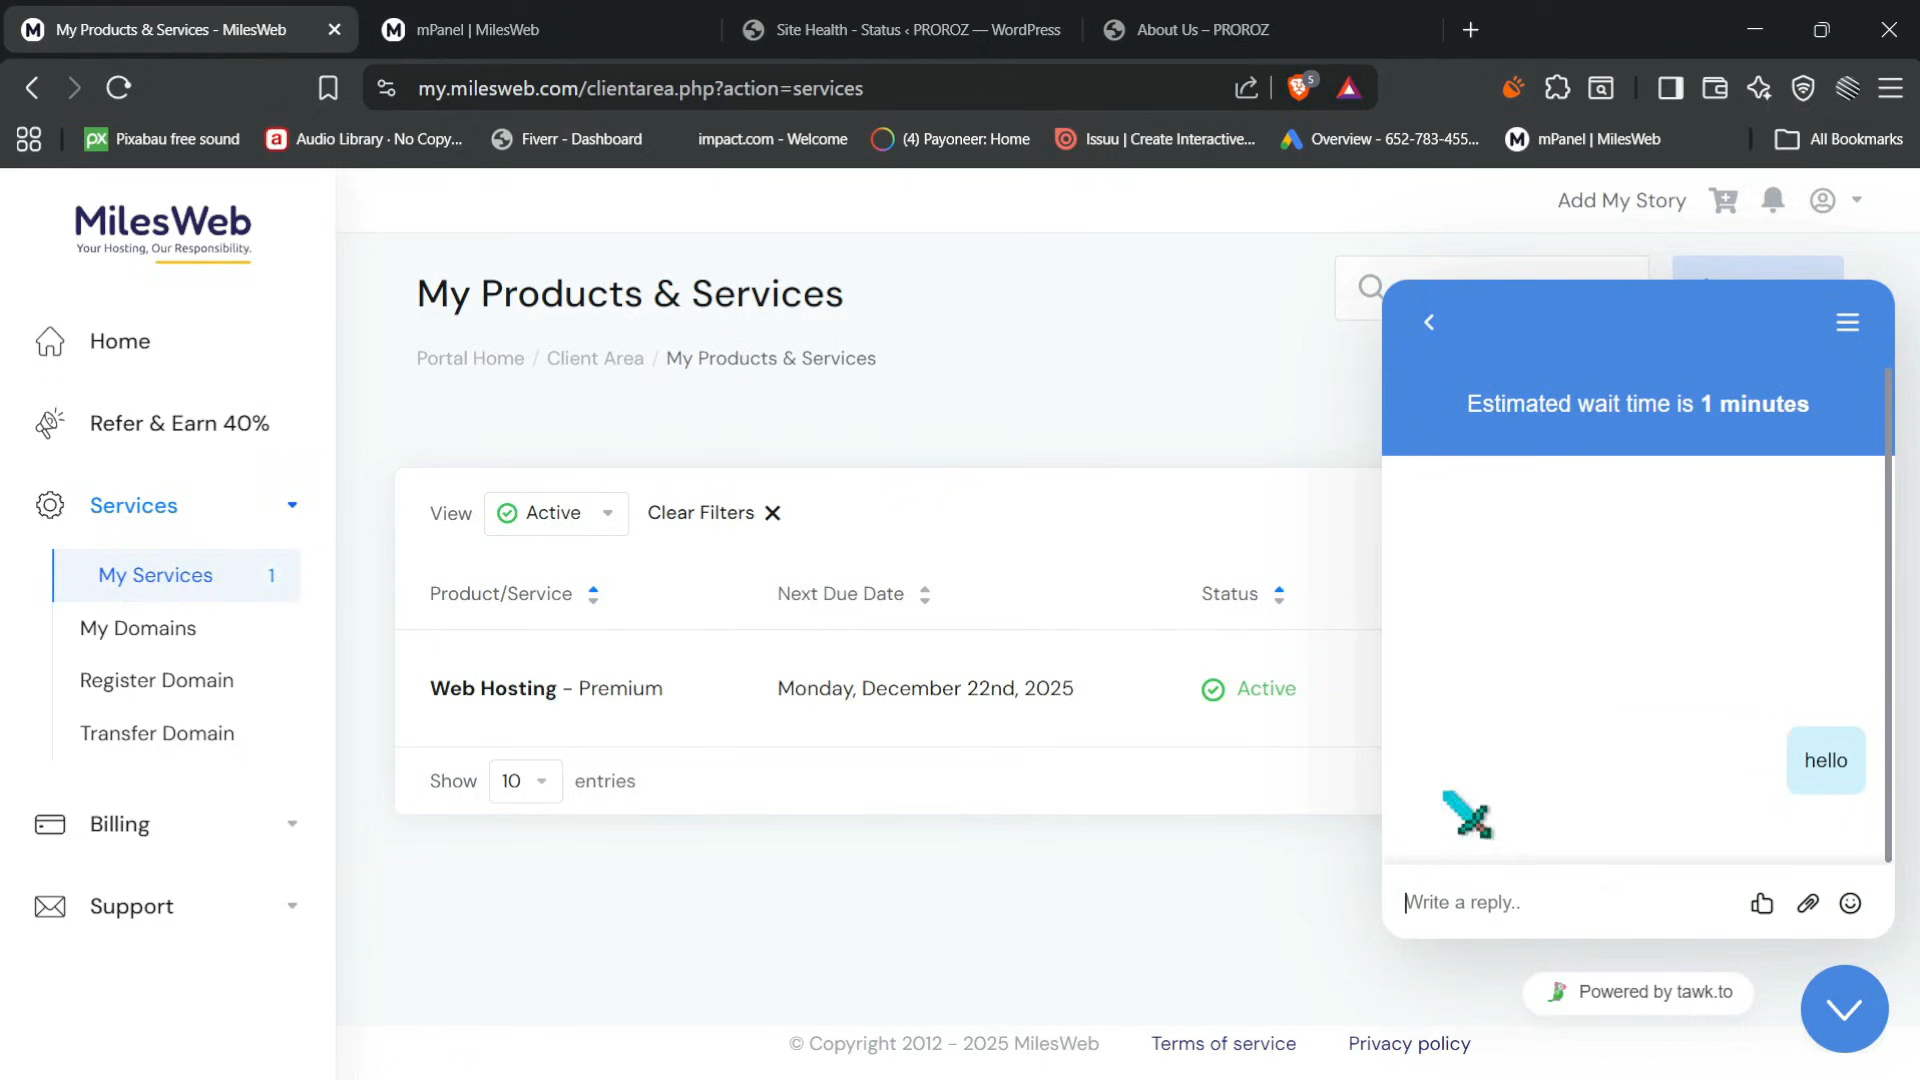 My Products & Services - MilesWeb
mPanel | MilesWeb
Site Health - Status ‹ PROROZ — WordPress
About Us – PROROZ
my.milesweb.com/clientarea.php?action=services
5
Pixabau free sound
Audio Library · No Copy...
Fiverr - Dashboard
impact.com - Welcome
(4) Payoneer: Home
Issuu | Create Interactive...
Overview - 652-783-455...
mPanel | MilesWeb
All Bookmarks
MilesWeb
Your Hosting, Our Responsibility.
Add My Story
Home
Refer & Earn 40%
Services
My Services 1
My Domains
Register Domain
Transfer Domain
Billing
Support
My Products & Services
Portal Home / Client Area / My Products & Services
View Active Clear Filters
Product/Service Next Due Date Status
Web Hosting - Premium Monday, December 22nd, 2025 Active
Show 10 entries
Estimated wait time is 1 minutes
hello
Write a reply..
Powered by tawk.to
© Copyright 2012 - 2025 MilesWeb Terms of service Privacy policy